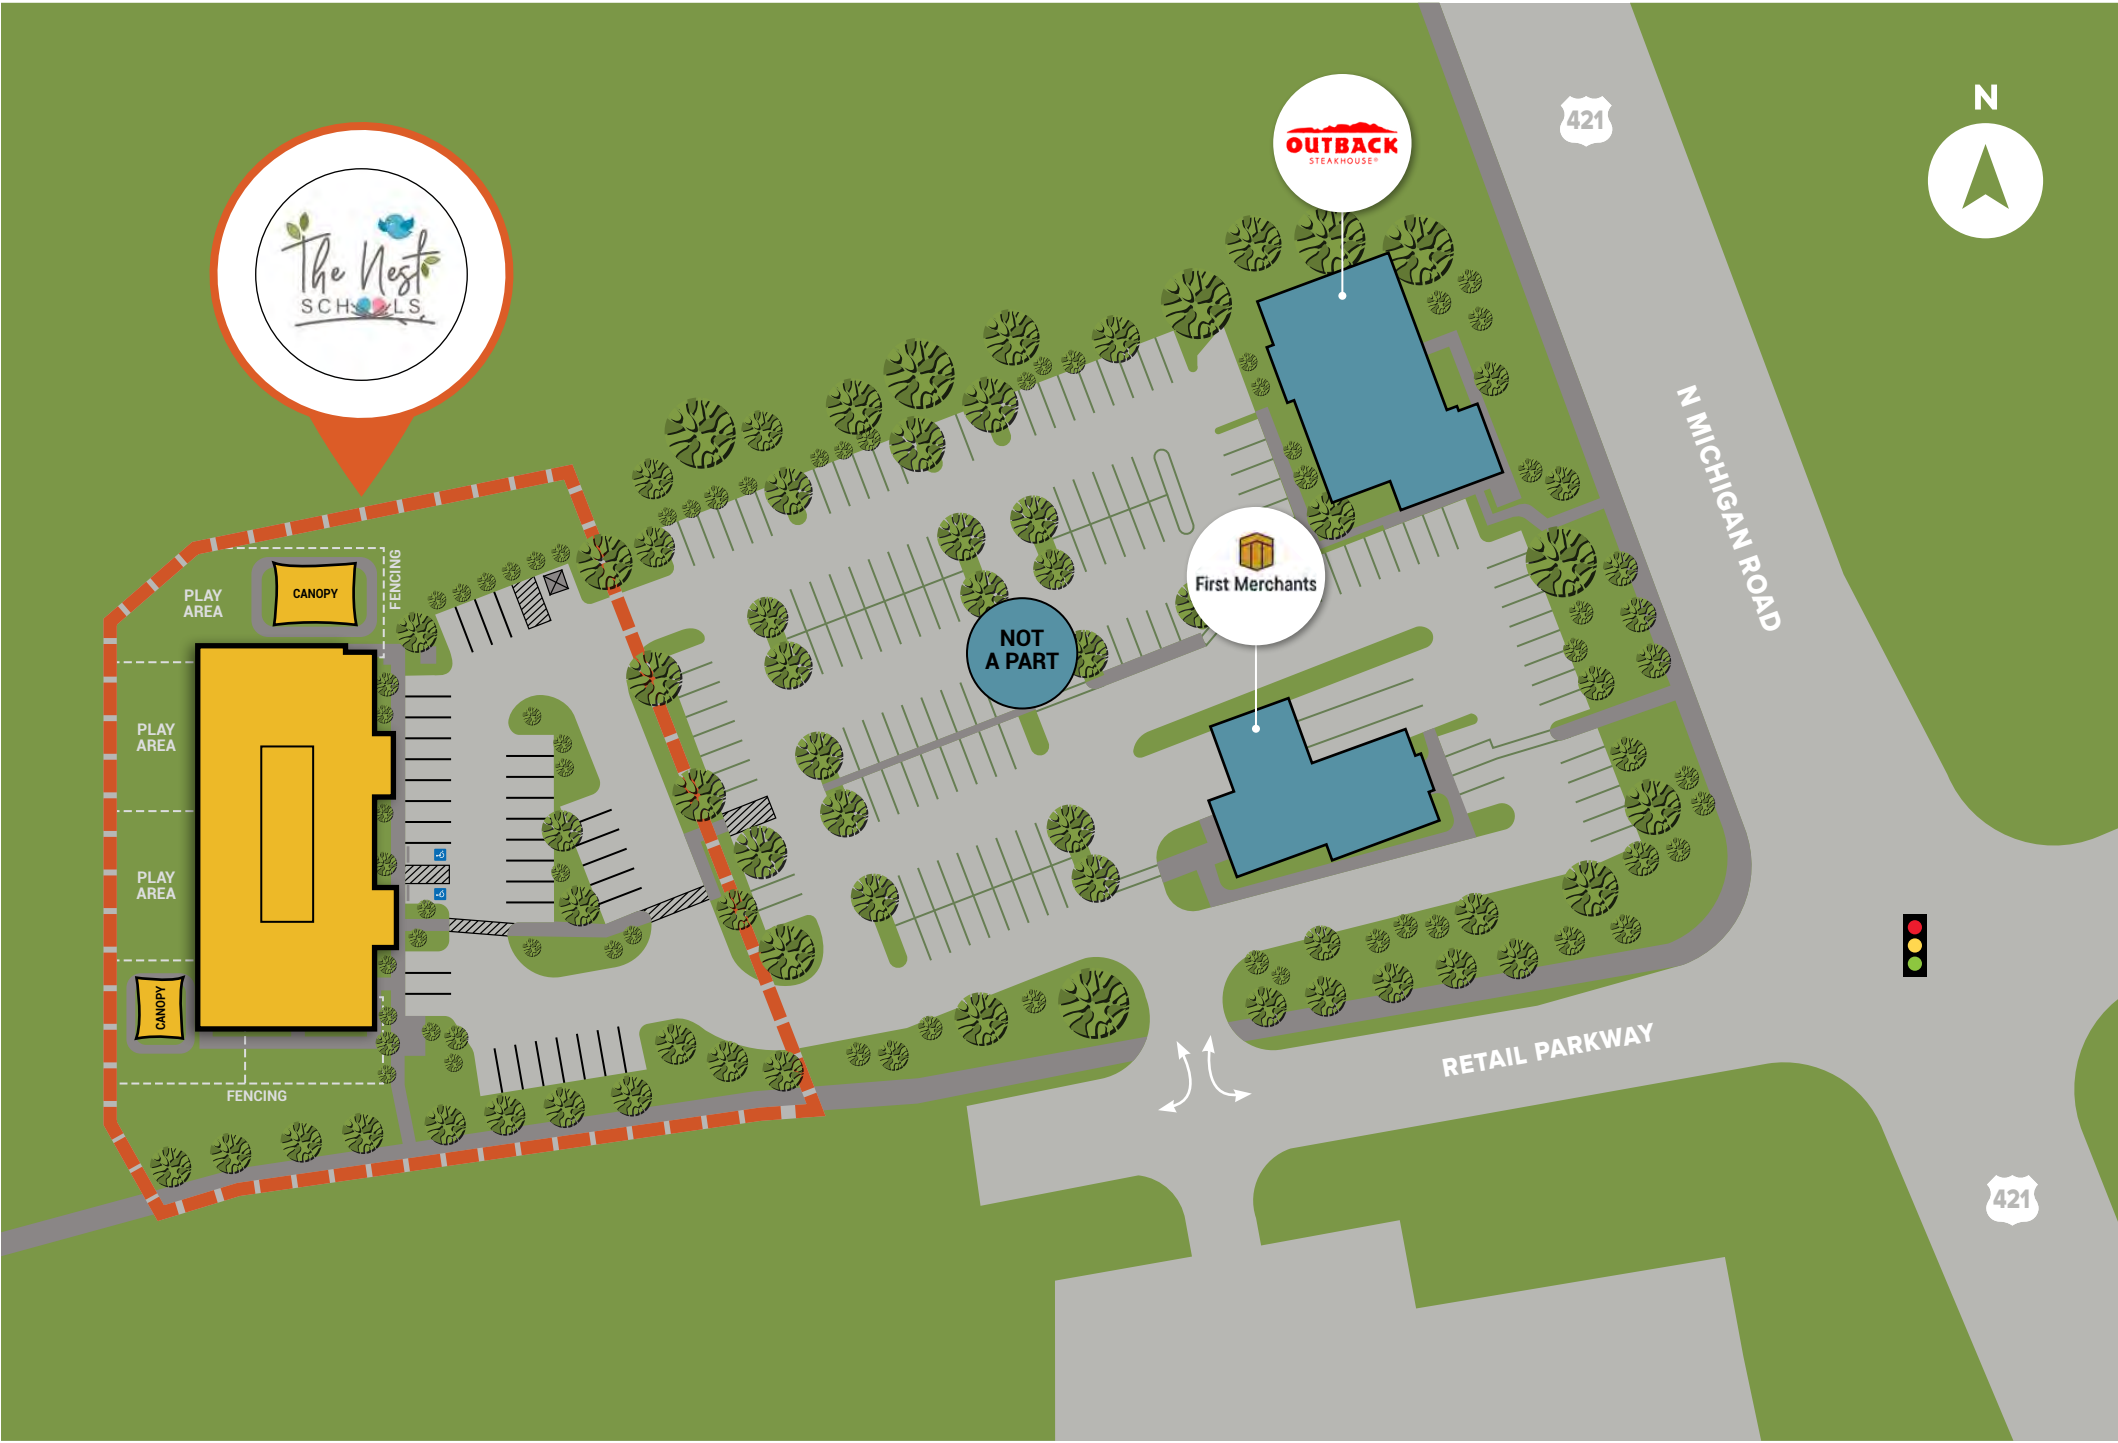 N
421
OUTBACK
STEAKHOUSE®
The Nest
SCHOOLS
N MICHIGAN ROAD
First Merchants
FENCING
CANOPY
PLAY
AREA
NOT
A PART
PLAY
AREA
PLAY
AREA
CANOPY
FENCING
RETAIL PARKWAY
421